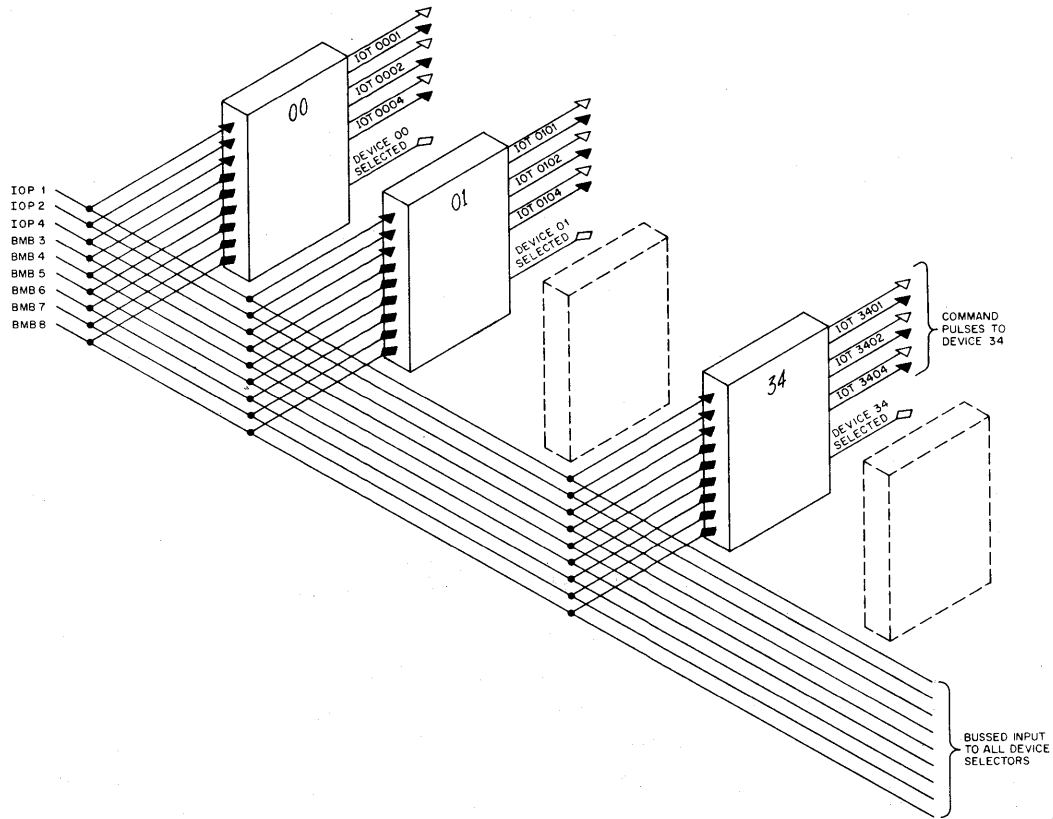 IOP 1
IOP 2
IOP 4
BMB 3
BMB 4
BMB 5
BMB 6
BMB 7
BMB 8
00
IOT 0001
IOT 0002
IOT 0004
DEVICE 00
SELECTED
01
IOT 0101
IOT 0102
IOT 0104
DEVICE 01
SELECTED
34
IOT 3401
IOT 3402
IOT 3404
DEVICE 34
SELECTED
COMMAND
PULSES TO
DEVICE 34
BUSSED INPUT
TO ALL DEVICE
SELECTORS